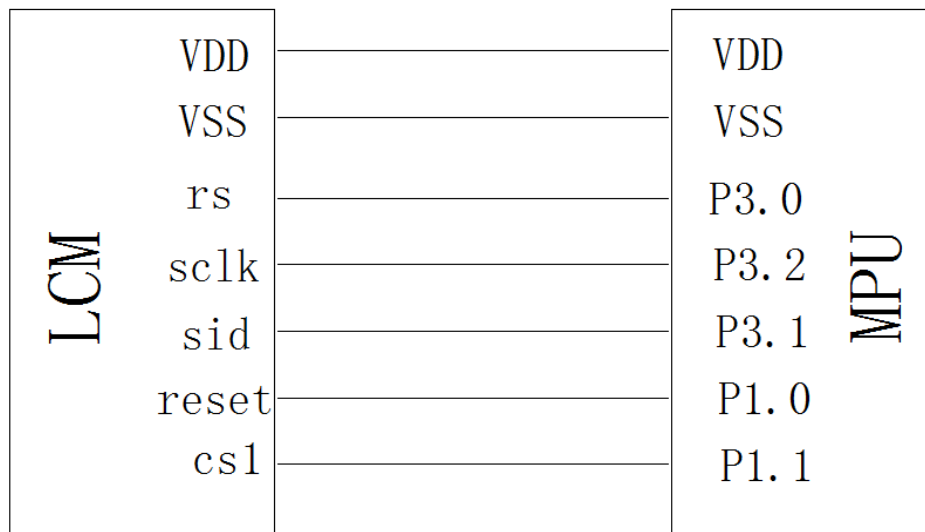 LCM
VDD
VSS
rs
sclk
sid
reset
cs1
VDD
VSS
P3.0
P3.2
P3.1
P1.0
P1.1
MPU